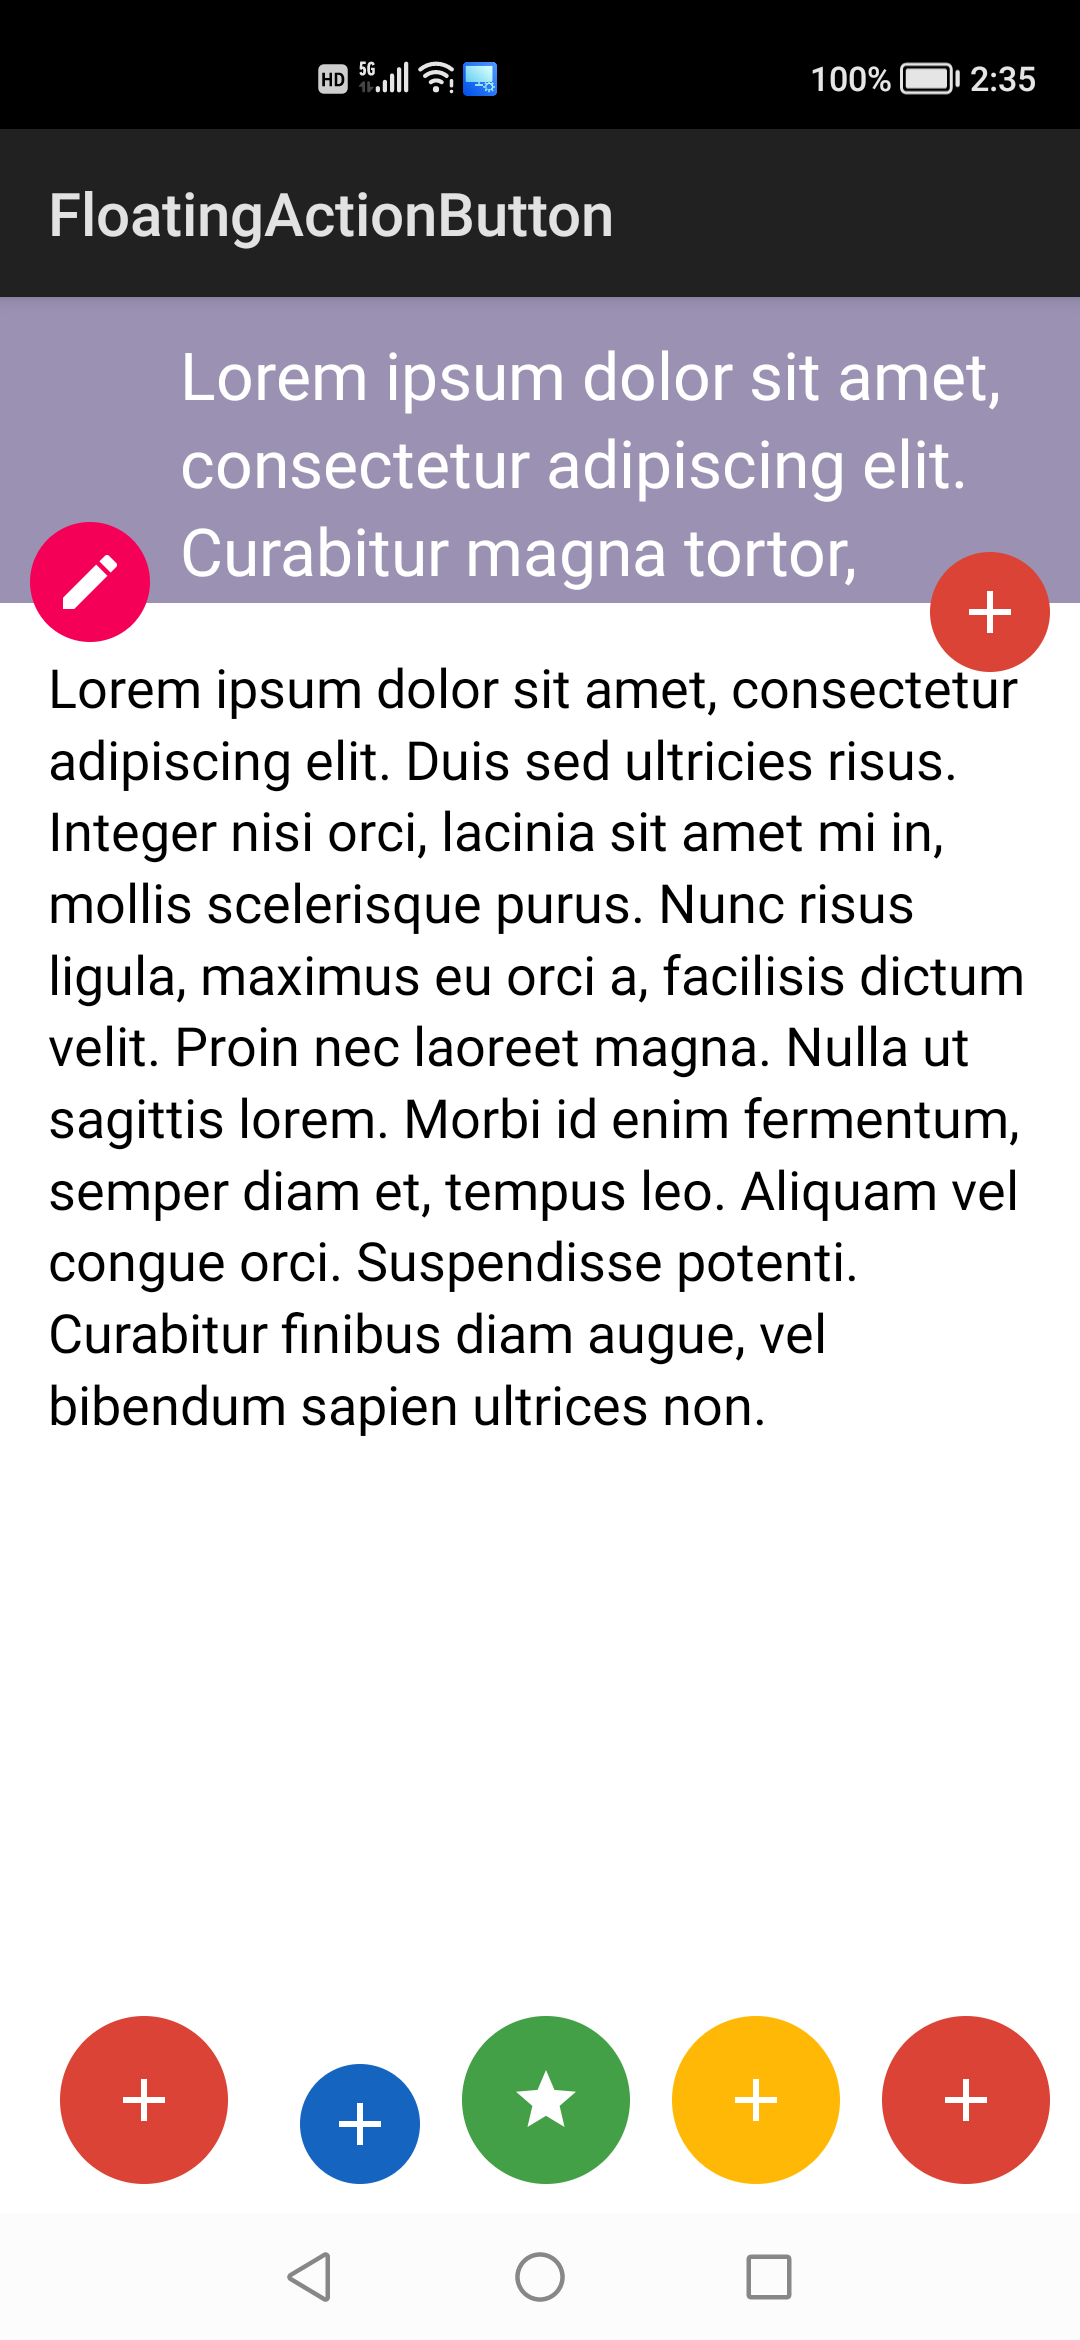 HD 5G 100% 2:35
FloatingActionButton
Lorem ipsum dolor sit amet,
consectetur adipiscing elit.
Curabitur magna tortor,
Lorem ipsum dolor sit amet, consectetur
adipiscing elit. Duis sed ultricies risus.
Integer nisi orci, lacinia sit amet mi in,
mollis scelerisque purus. Nunc risus
ligula, maximus eu orci a, facilisis dictum
velit. Proin nec laoreet magna. Nulla ut
sagittis lorem. Morbi id enim fermentum,
semper diam et, tempus leo. Aliquam vel
congue orci. Suspendisse potenti.
Curabitur finibus diam augue, vel
bibendum sapien ultrices non.